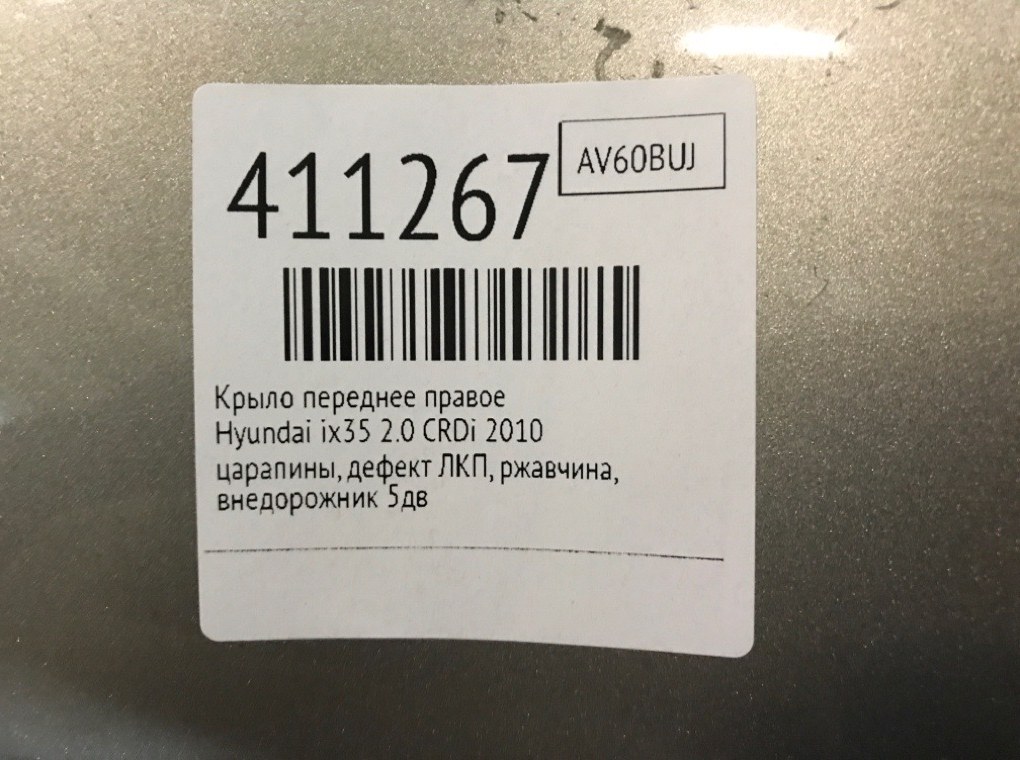 411267
AV60BUJ
Крыло переднее правое
Hyundai ix35 2.0 CRDi 2010
царапины, дефект ЛКП, ржавчина,
внедорожник 5дв